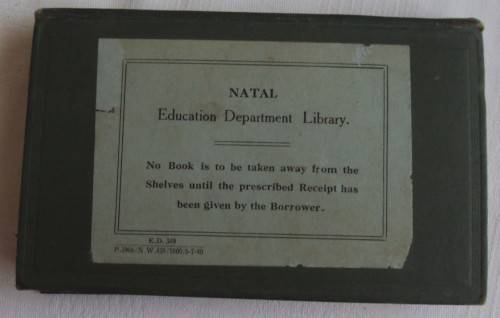 NATAL
Education Department Library.
No Book is to be taken away from the
Shelves until the prescribed Receipt has
been given by the Borrower.
E.D. 349